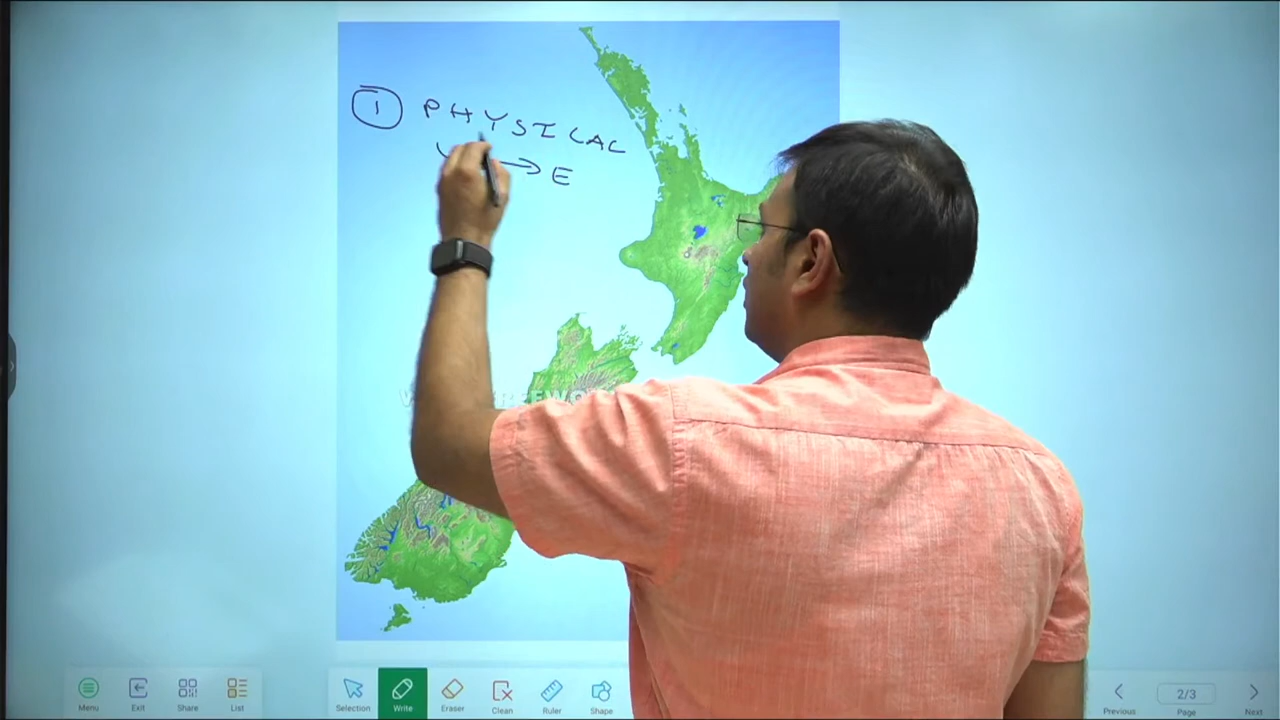 ① PHYSICAL
→ E
Menu
Exit
Share
List
Selection
Write
Eraser
Clean
Ruler
Shape
Previous
2/3
Page
Next